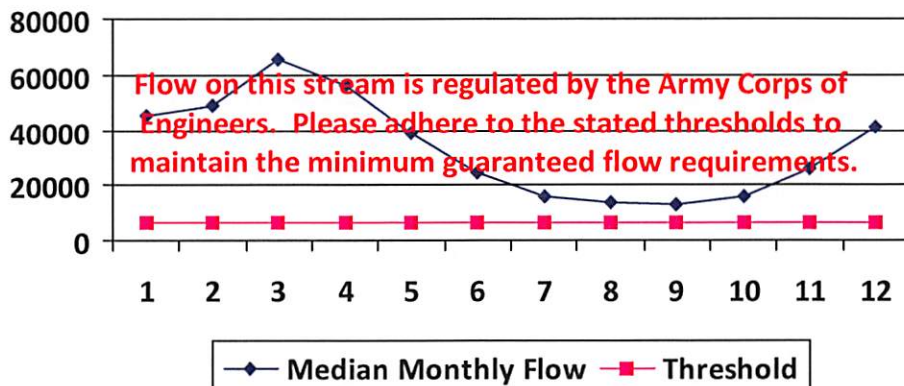 80000
60000
40000
20000
0
Flow on this stream is regulated by the Army Corps of
Engineers. Please adhere to the stated thresholds to
maintain the minimum guaranteed flow requirements.
1 2 3 4 5 6 7 8 9 10 11 12
Median Monthly Flow Threshold